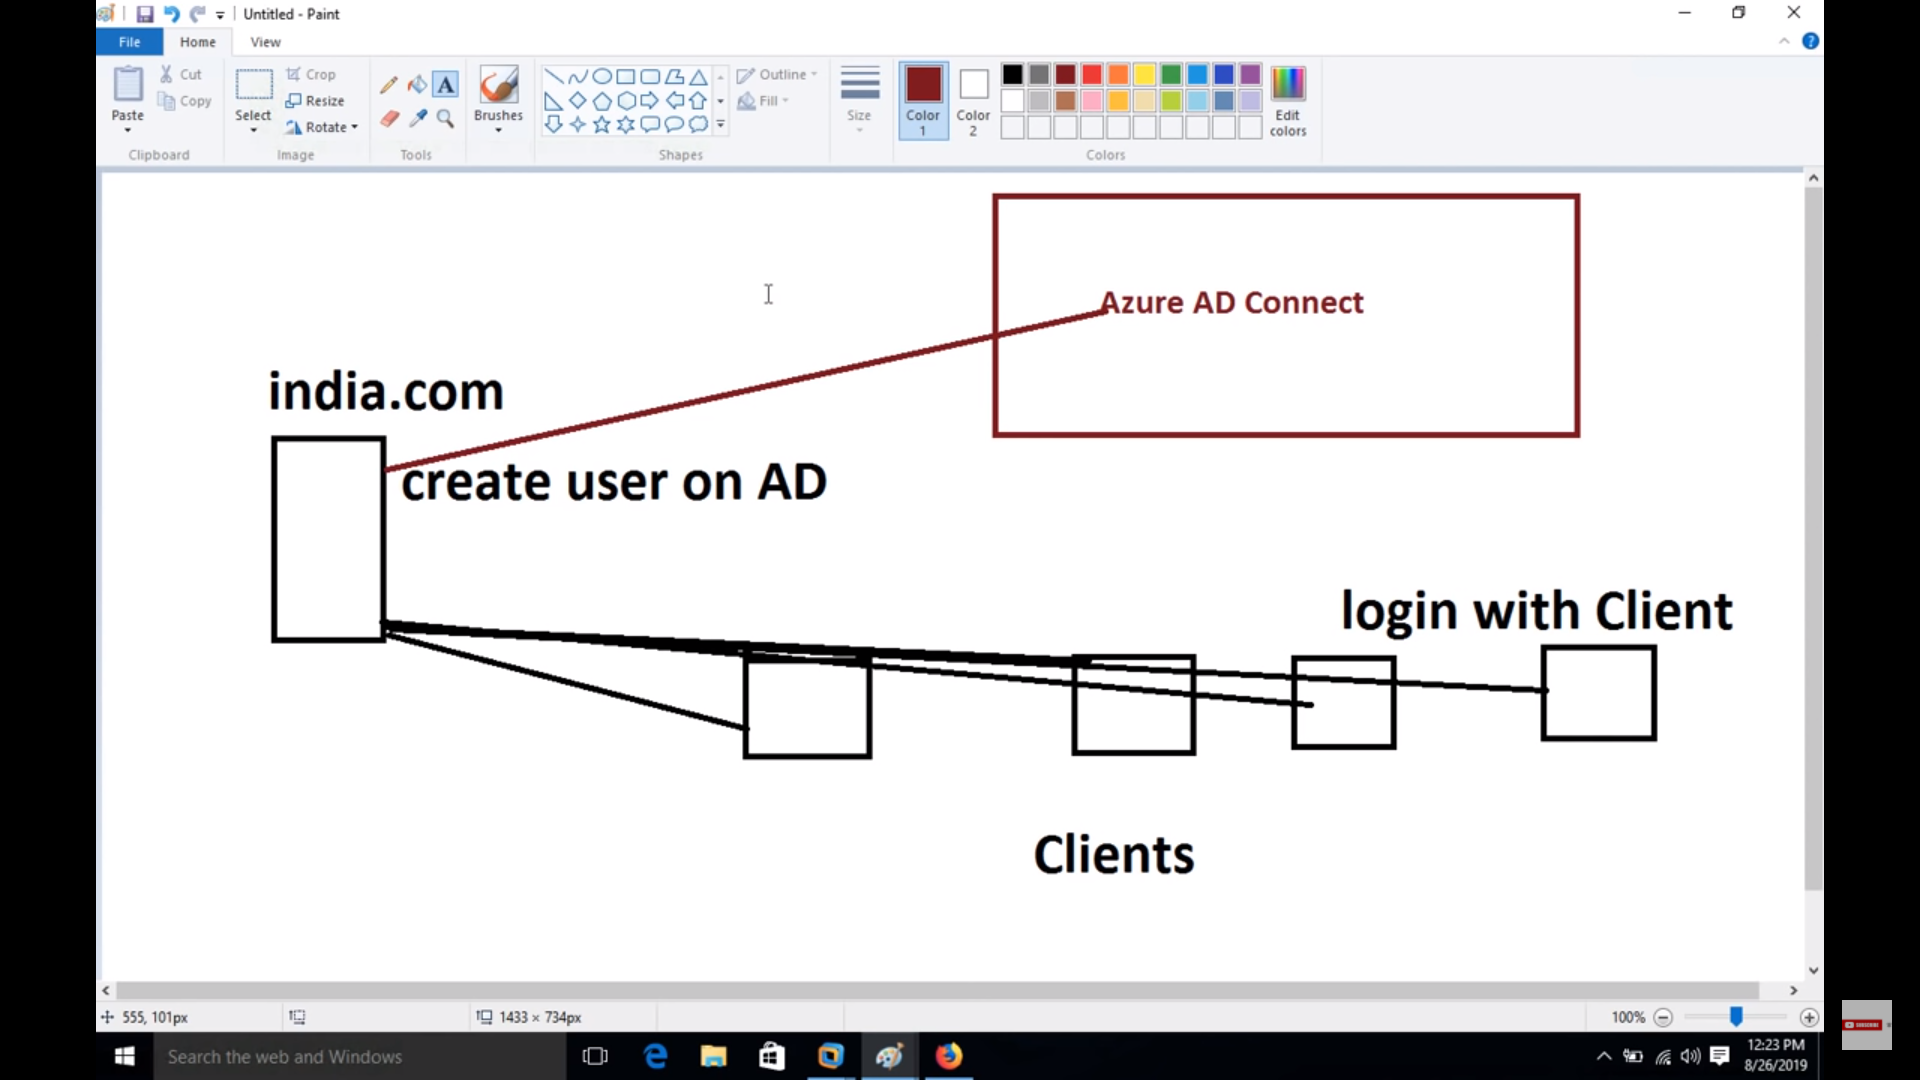 Untitled - Paint
File Home View
Paste
Cut
Copy
Clipboard
Select
Crop
Resize
Rotate
Image
A
Tools
Brushes
Shapes
Outline
Fill
Size
Color 1
Color 2
Edit colors
Colors
Azure AD Connect
india.com
create user on AD
login with Client
Clients
555, 101px
1433 × 734px
100%
Search the web and Windows
12:23 PM
8/26/2019
SUBSCRIBE